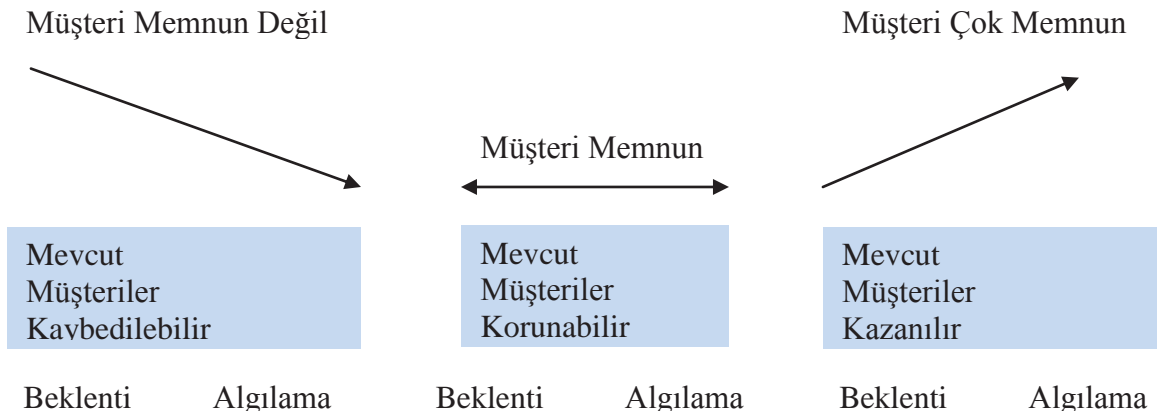 Müşteri Memnun Değil
Müşteri Çok Memnun
Müşteri Memnun
Mevcut
Müşteriler
Kaybedilebilir
Mevcut
Müşteriler
Korunabilir
Mevcut
Müşteriler
Kazanılır
Beklenti Algılama
Beklenti Algılama
Beklenti Algılama